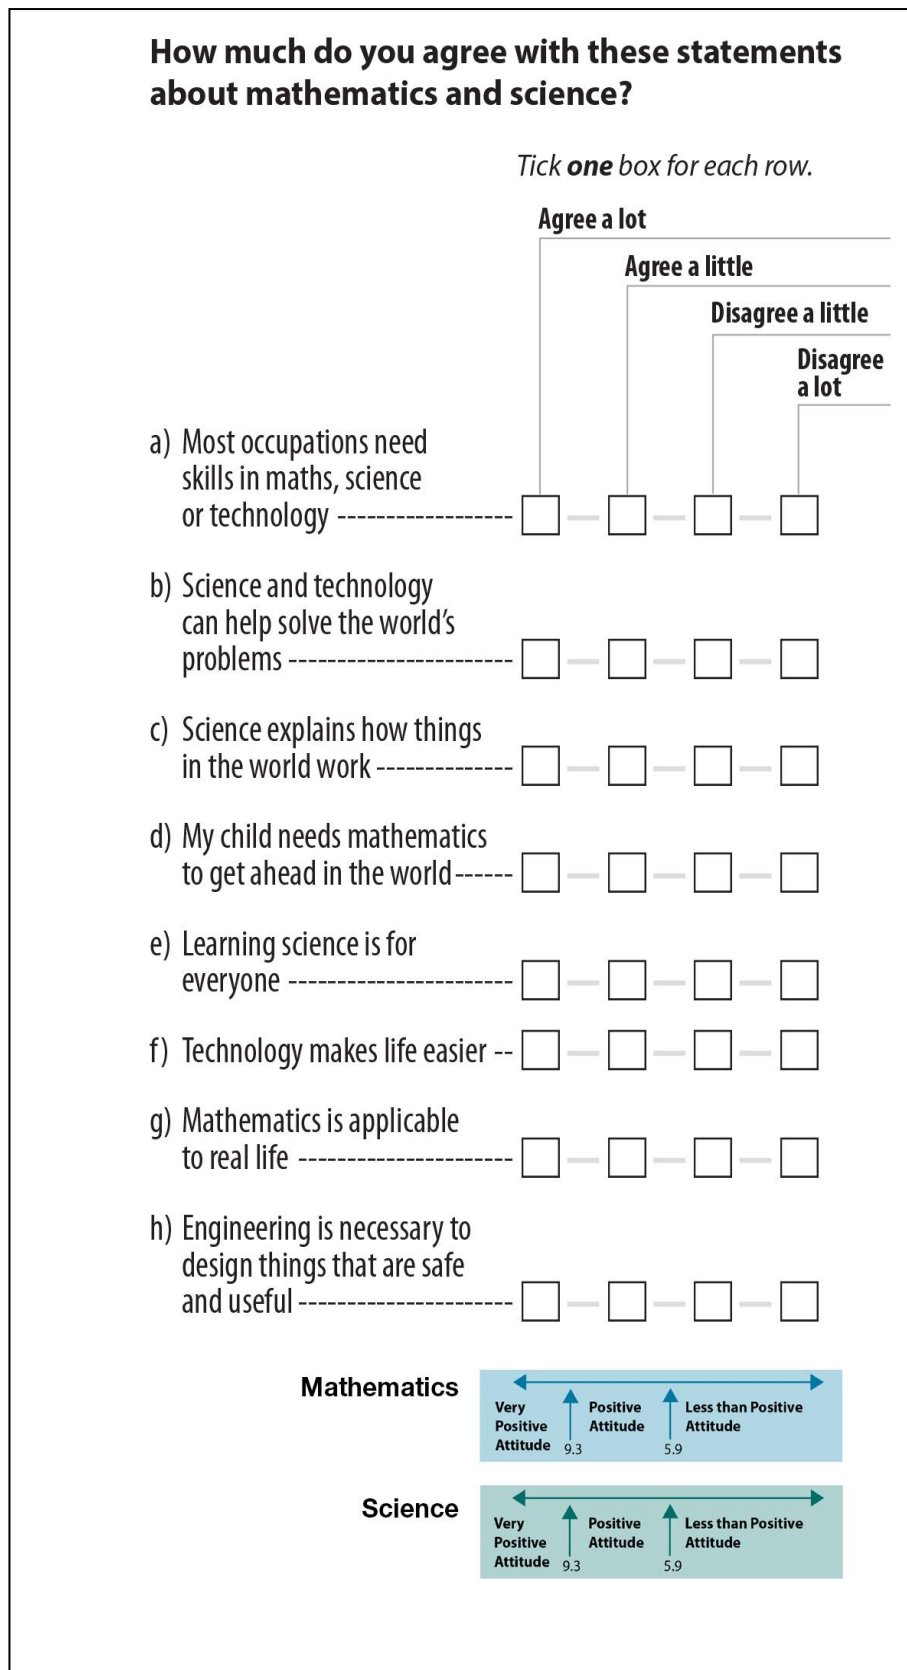 How much do you agree with these statements
about mathematics and science?
Tick one box for each row.
Agree a lot
Agree a little
Disagree a little
Disagree
a lot
a) Most occupations need
skills in maths, science
or technology
b) Science and technology
can help solve the world's
problems
c) Science explains how things
in the world work
d) My child needs mathematics
to get ahead in the world
e) Learning science is for
everyone
f) Technology makes life easier
g) Mathematics is applicable
to real life
h) Engineering is necessary to
design things that are safe
and useful
Mathematics
Very
Positive
Attitude
9.3
Positive
Attitude
5.9
Less than Positive
Attitude
Science
Very
Positive
Attitude
9.3
Positive
Attitude
5.9
Less than Positive
Attitude